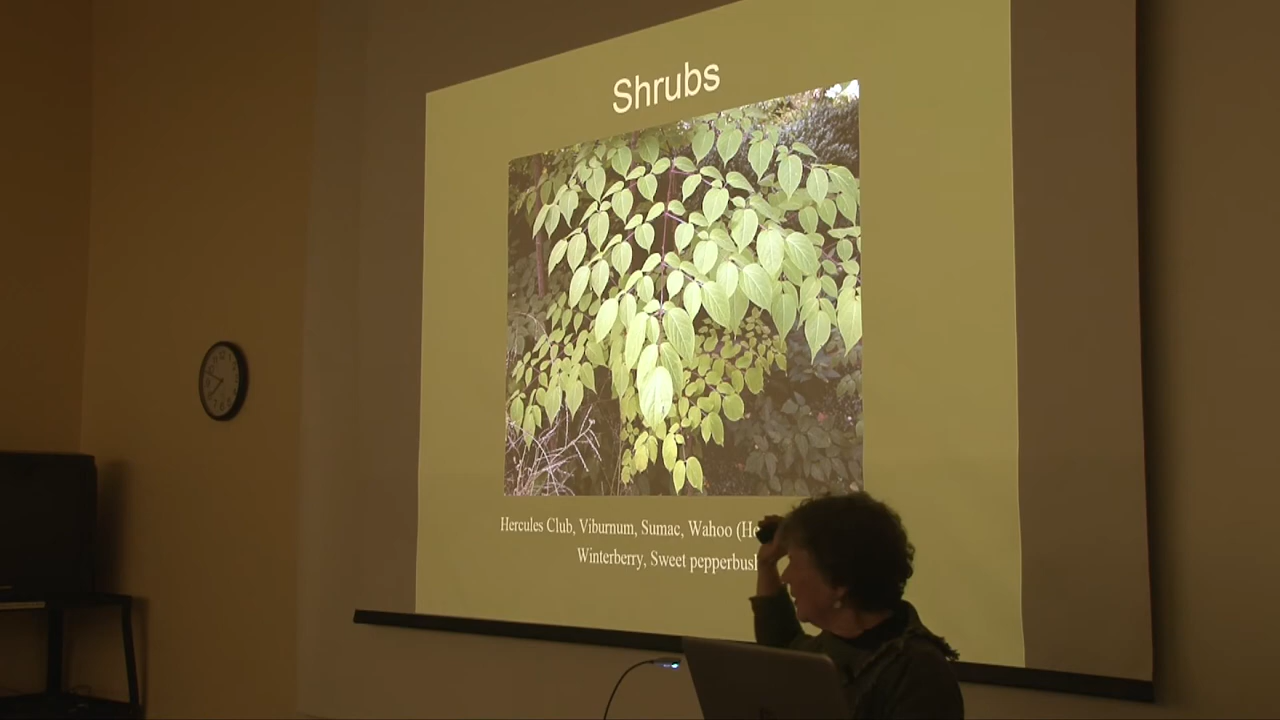 Shrubs
Hercules Club, Viburnum, Sumac, Wahoo (He
Winterberry, Sweet pepperbush